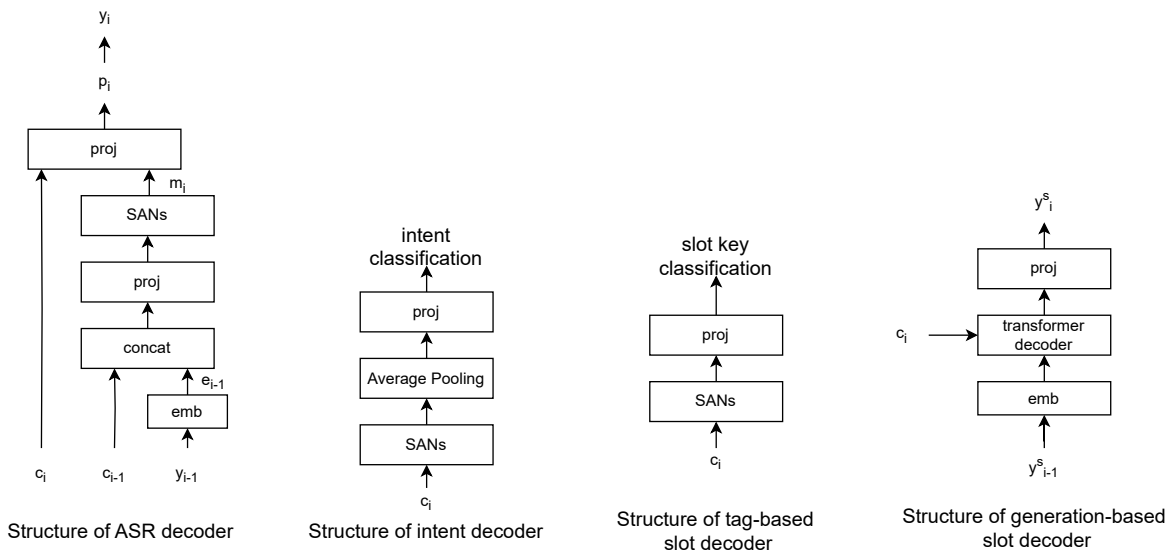 yi
pi
proj
mi
SANs
proj
concat
ei-1
emb
ci
ci-1
yi-1
Structure of ASR decoder
intent
classification
proj
Average Pooling
SANs
ci
Structure of intent decoder
slot key
classification
proj
SANs
ci
Structure of tag-based
slot decoder
ysi
proj
ci
transformer
decoder
emb
ysi-1
Structure of generation-based
slot decoder